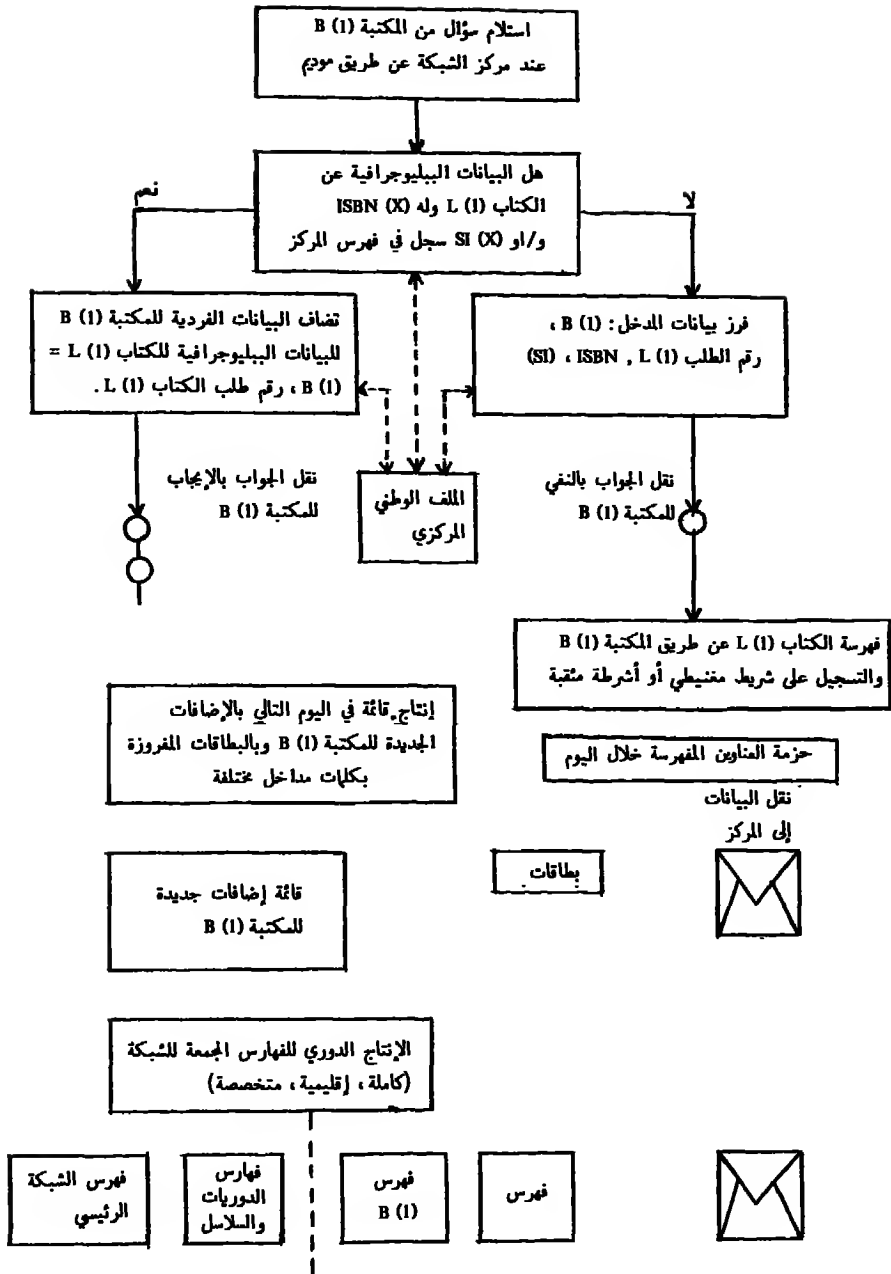 استلام سؤال من المكتبة B (1)
عند مركز الشبكة عن طريق موديم
هل البيانات الببليوجرافية عن
الكتاب L (1) وله ISBN (X)
و/او SI (X) سجل في فهرس المركز
لا
نعم
فرز بيانات المدخل : B (1) ،
رقم الطلب L (1) , ISBN ، (SI)
تضاف البيانات الفردية للمكتبة B (1)
للبيانات الببليوجرافية للكتاب L (1) =
B (1) ، رقم طلب الكتاب L (1) .
نقل الجواب بالنفي
للمكتبة B (1)
الملف الوطني
المركزي
نقل الجواب بالإيجاب
للمكتبة B (1)
فهرسة الكتاب L (1) عن طريق المكتبة B (1)
والتسجيل على شريط مغنيطي أو أشرطة مثقبة
إنتاج قائمة في اليوم التالي بالإضافات
الجديدة للمكتبة B (1) وبالبطاقات المفروزة
بكلمات مداخل مختلفة
حزمة العناوين المفهرسة خلال اليوم
نقل البيانات
إلى المركز
بطاقات
قائمة إضافات جديدة
للمكتبة B (1)
الإنتاج الدوري للفهارس المجمعة للشبكة
(كاملة ، إقليمية ، متخصصة)
فهرس
فهرس
B (1)
فهارس
الدوريات
والسلاسل
فهرس الشبكة
الرئيسي